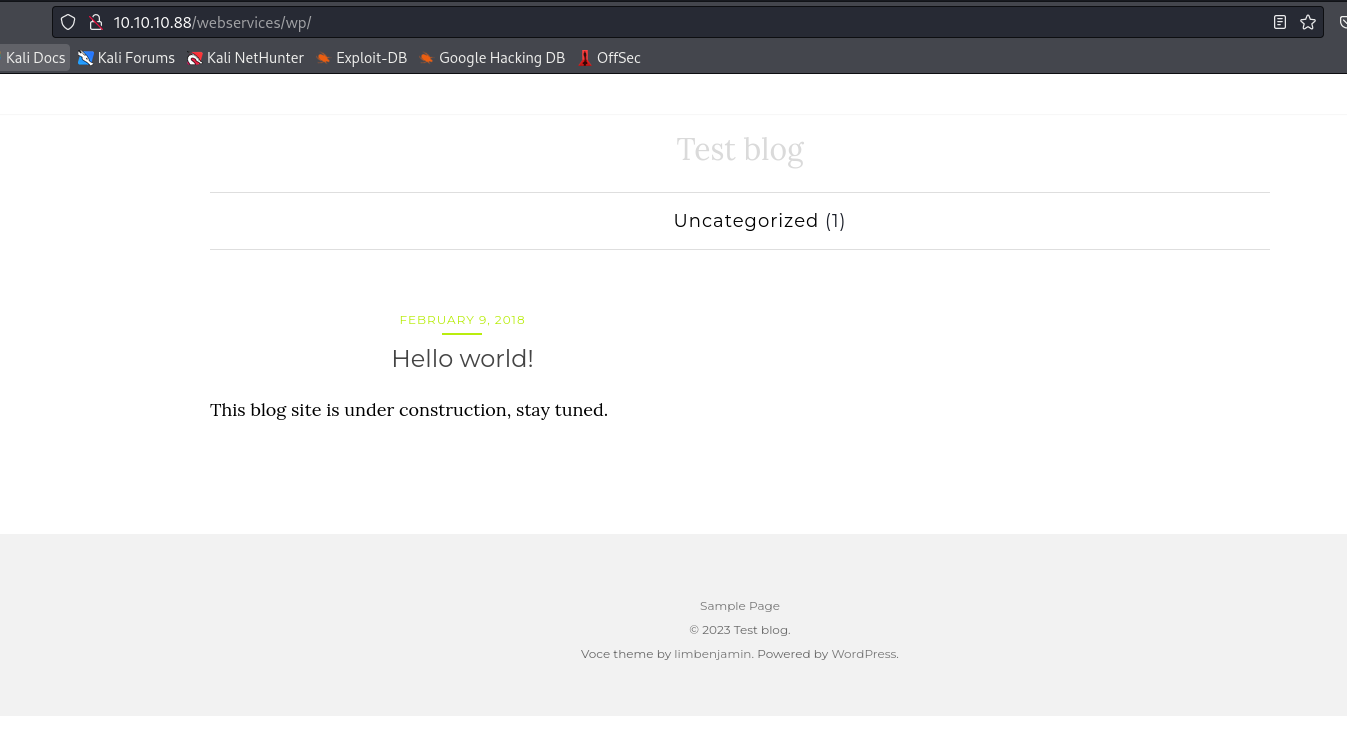 10.10.10.88/webservices/wp/
Kali Docs Kali Forums Kali NetHunter Exploit-DB Google Hacking DB OffSec
Test blog
Uncategorized (1)
FEBRUARY 9, 2018
Hello world!
This blog site is under construction, stay tuned.
Sample Page
© 2023 Test blog.
Voce theme by limbenjamin. Powered by WordPress.